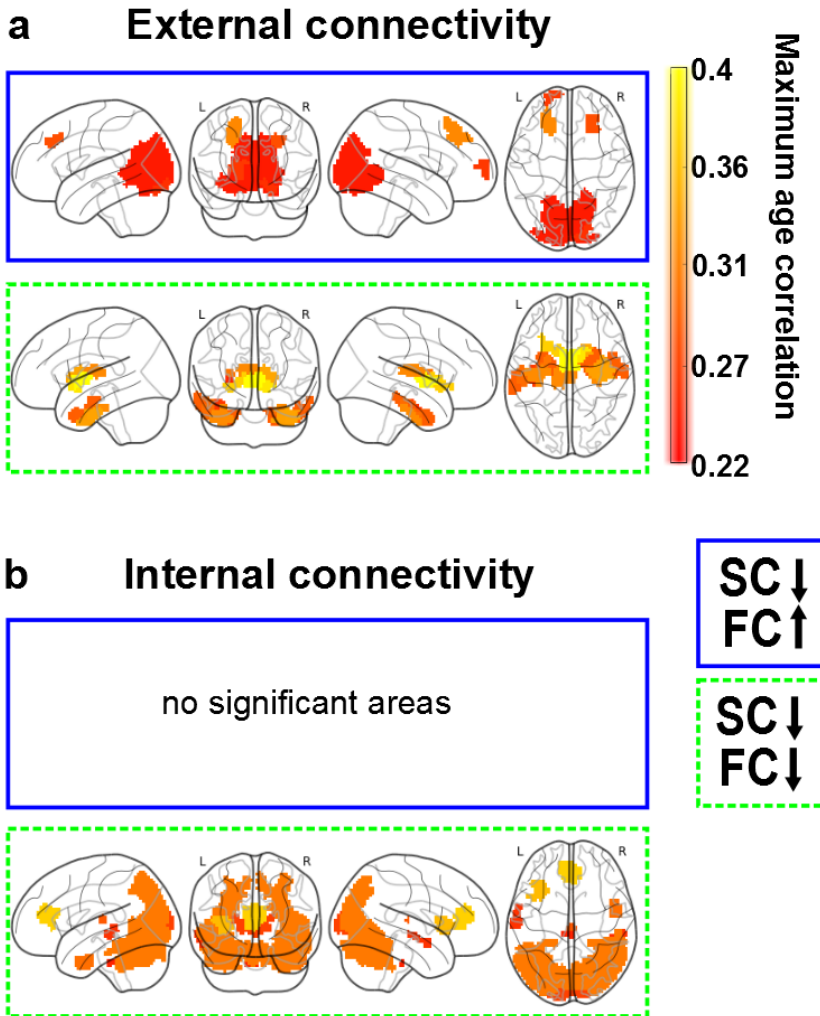 a External connectivity
L R L R
0.4
0.36
0.31
0.27
0.22
Maximum age correlation
L R L R
b Internal connectivity
no significant areas
SC↓
FC↑
SC↓
FC↓
L R L R